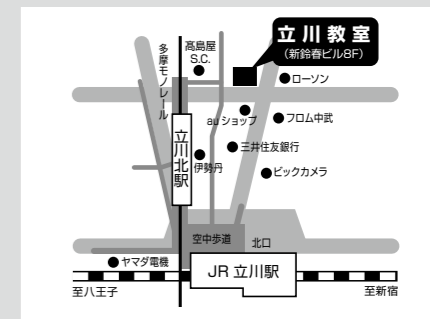 立川教室
(新鈴春ビル8F)
多摩モノレール
髙島屋
S.C.
ローソン
auショップ
フロム中武
立川北駅
三井住友銀行
伊勢丹
ビックカメラ
空中歩道
北口
ヤマダ電機
JR 立川駅
至八王子
至新宿